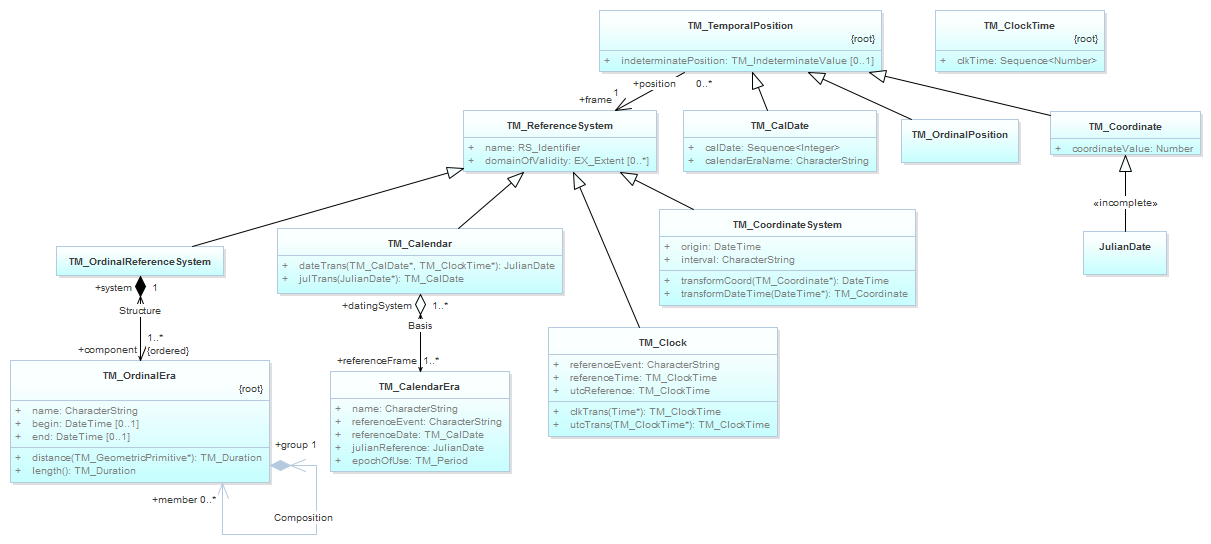 TM_TemporalPosition
{root}
+ indeterminatePosition: TM_IndeterminateValue [0..1]
TM_ClockTime
{root}
+ clkTime: Sequence<Number>
+position 0..*
+frame 1
TM_ReferenceSystem
+ name: RS_Identifier
+ domainOfValidity: EX_Extent [0..*]
TM_CalDate
+ calDate: Sequence<Integer>
+ calendarEraName: CharacterString
TM_OrdinalPosition
TM_Coordinate
+ coordinateValue: Number
«incomplete»
JulianDate
TM_OrdinalReferenceSystem
TM_Calendar
+ dateTrans(TM_CalDate*, TM_ClockTime*): JulianDate
+ julTrans(JulianDate*): TM_CalDate
TM_CoordinateSystem
+ origin: DateTime
+ interval: CharacterString
+ transformCoord(TM_Coordinate*): DateTime
+ transformDateTime(DateTime*): TM_Coordinate
+system 1
Structure
+component 1..*
{ordered}
+datingSystem 1..*
Basis
+referenceFrame 1..*
TM_Clock
+ referenceEvent: CharacterString
+ referenceTime: TM_ClockTime
+ utcReference: TM_ClockTime
+ clkTrans(Time*): TM_ClockTime
+ utcTrans(TM_ClockTime*): TM_ClockTime
TM_OrdinalEra
{root}
+ name: CharacterString
+ begin: DateTime [0..1]
+ end: DateTime [0..1]
+ distance(TM_GeometricPrimitive*): TM_Duration
+ length(): TM_Duration
TM_CalendarEra
+ name: CharacterString
+ referenceEvent: CharacterString
+ referenceDate: TM_CalDate
+ julianReference: JulianDate
+ epochOfUse: TM_Period
+group 1
+member 0..*
Composition